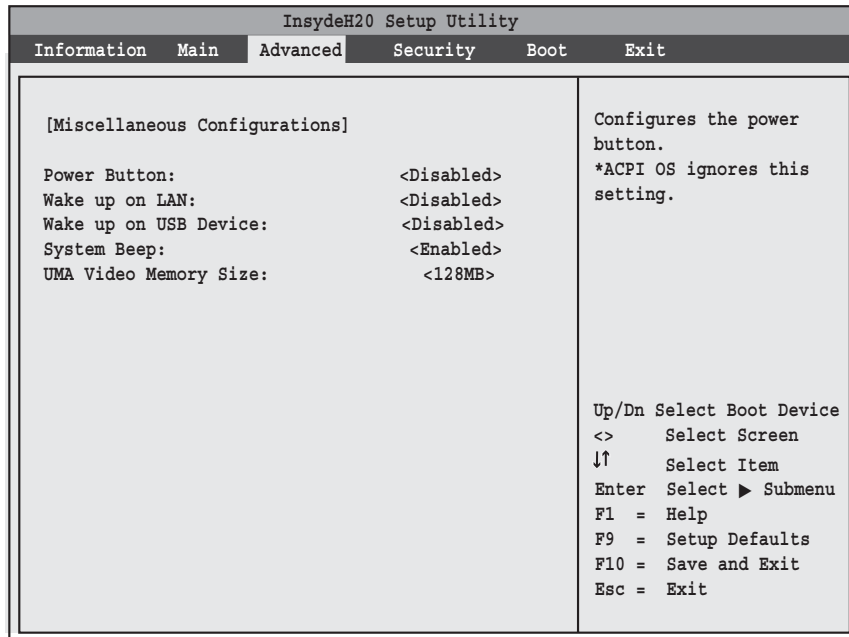 InsydeH20 Setup Utility
Information Main Advanced Security Boot Exit
[Miscellaneous Configurations]
Power Button: <Disabled>
Wake up on LAN: <Disabled>
Wake up on USB Device: <Disabled>
System Beep: <Enabled>
UMA Video Memory Size: <128MB>
Configures the power
button.
*ACPI OS ignores this
setting.
Up/Dn Select Boot Device
<> Select Screen
↓↑ Select Item
Enter Select ▶ Submenu
F1 = Help
F9 = Setup Defaults
F10 = Save and Exit
Esc = Exit